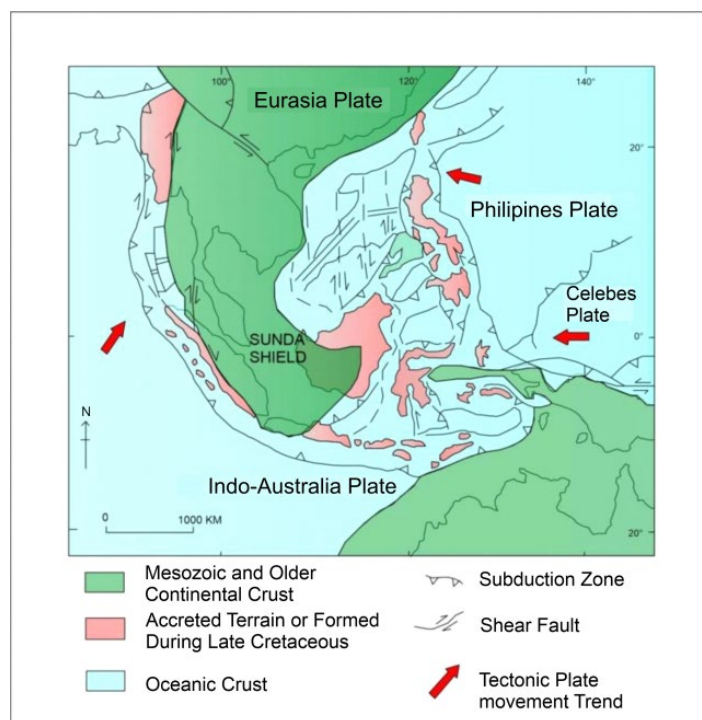 100°
120°
140°
Eurasia Plate
20°
Philipines Plate
Celebes
Plate
0°
SUNDA
SHIELD
N
Indo-Australia Plate
0
1000 KM
20°
Mesozoic and Older
Continental Crust
Subduction Zone
Accreted Terrain or Formed
During Late Cretaceous
Shear Fault
Oceanic Crust
Tectonic Plate
movement Trend